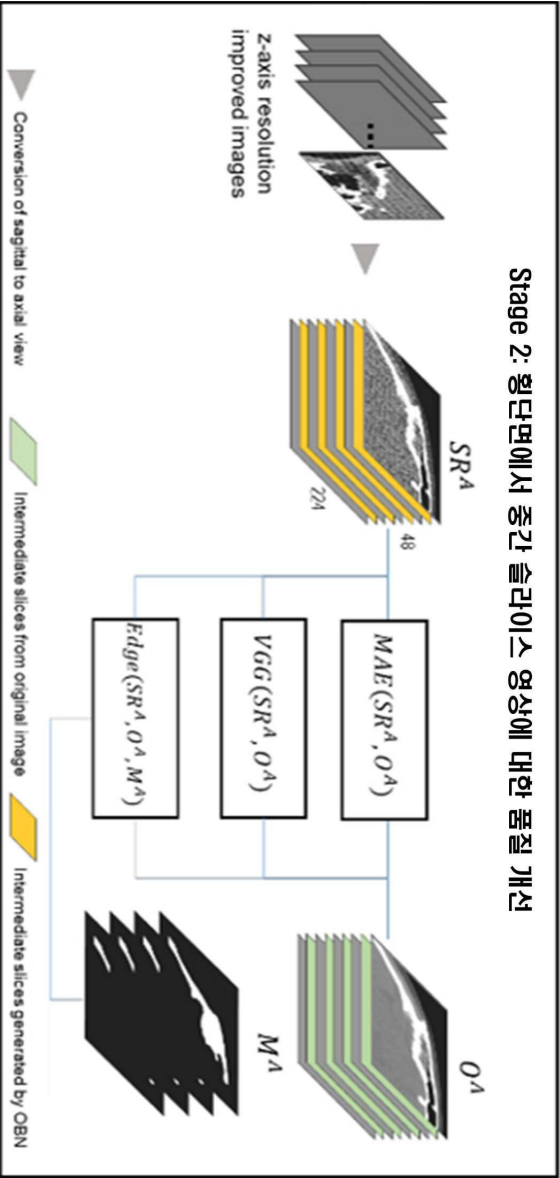 Stage 2: 횡단면에서 중간 슬라이스 영상에 대한 품질 개선
z-axis resolution
improved images
SR^A
48
224
MAE(SR^A, O^A)
VGG(SR^A, O^A)
Edge(SR^A, O^A, M^A)
O^A
M^A
Conversion of sagittal to axial view
Intermediate slices from original image
Intermediate slices generated by OBN